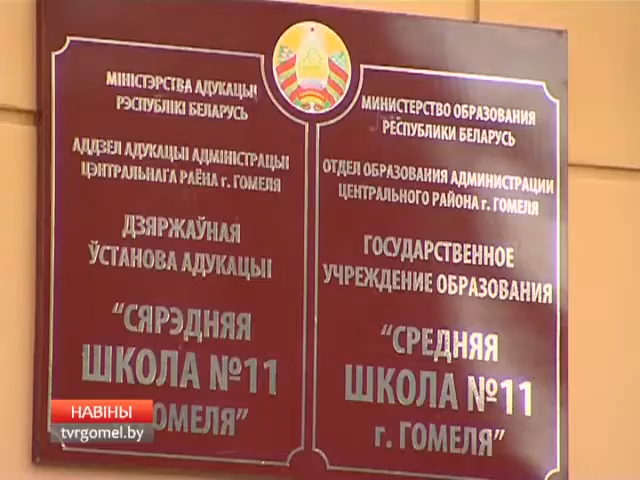 МІНІСТЭРСТВА АДУКАЦЫІ
РЭСПУБЛІКІ БЕЛАРУСЬ
АДДЗЕЛ АДУКАЦЫІ АДМІНІСТРАЦЫІ
ЦЭНТРАЛЬНАГА РАЁНА г. ГОМЕЛЯ
ДЗЯРЖАЎНАЯ
ЎСТАНОВА АДУКАЦЫІ
"СЯРЭДНЯЯ
ШКОЛА №11
ГОМЕЛЯ"
МИНИСТЕРСТВО ОБРАЗОВАНИЯ
РЕСПУБЛИКИ БЕЛАРУСЬ
ОТДЕЛ ОБРАЗОВАНИЯ АДМИНИСТРАЦИИ
ЦЕНТРАЛЬНОГО РАЙОНА г. ГОМЕЛЯ
ГОСУДАРСТВЕННОЕ
УЧРЕЖДЕНИЕ ОБРАЗОВАНИЯ
"СРЕДНЯЯ
ШКОЛА №11
г. ГОМЕЛЯ"
НАВІНЫ
tvrgomel.by